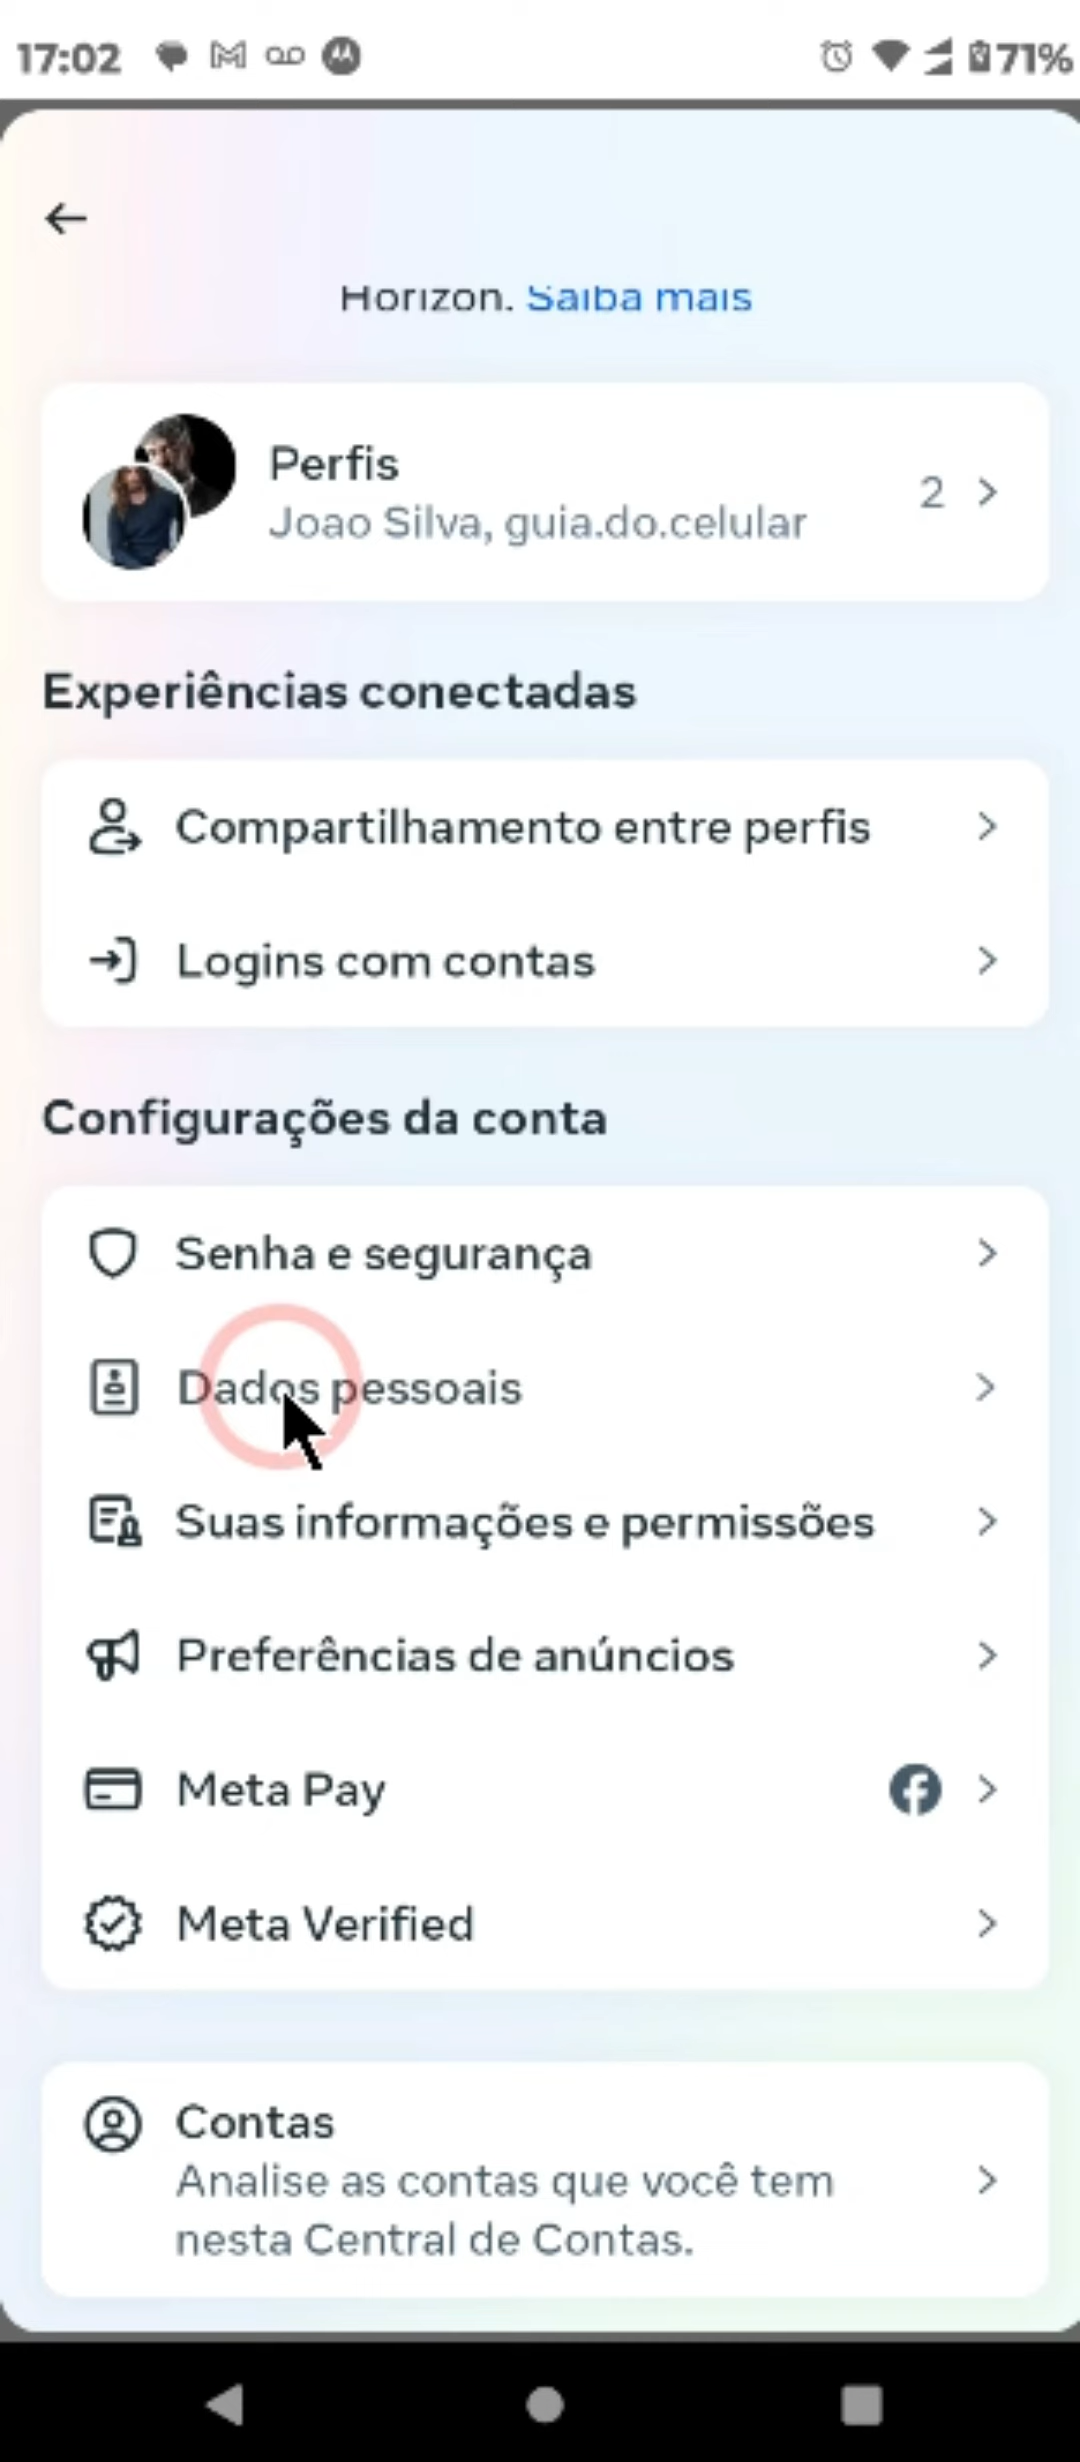 17:02
71%
Horizon. Saiba mais
Perfis
Joao Silva, guia.do.celular
2
Experiências conectadas
Compartilhamento entre perfis
Logins com contas
Configurações da conta
Senha e segurança
Dados pessoais
Suas informações e permissões
Preferências de anúncios
Meta Pay
Meta Verified
Contas
Analise as contas que você tem
nesta Central de Contas.